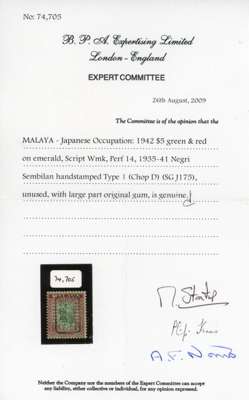 No: 74,705
B. P. A. Expertising Limited
London - England
EXPERT COMMITTEE
24th August, 2009
The Committee is of the opinion that the
MALAYA - Japanese Occupation: 1942 $5 green & red
on emerald, Script Wmk, Perf 14, 1935-41 Negri
Sembilan handstamped Type 1 (Chop D) (SG J175),
unused, with large part original gum, is genuine.
74,705
MALAYA
Neither the Company nor the members of the Expert Committee can accept
any liability, either collective or individual, for any opinion expressed.